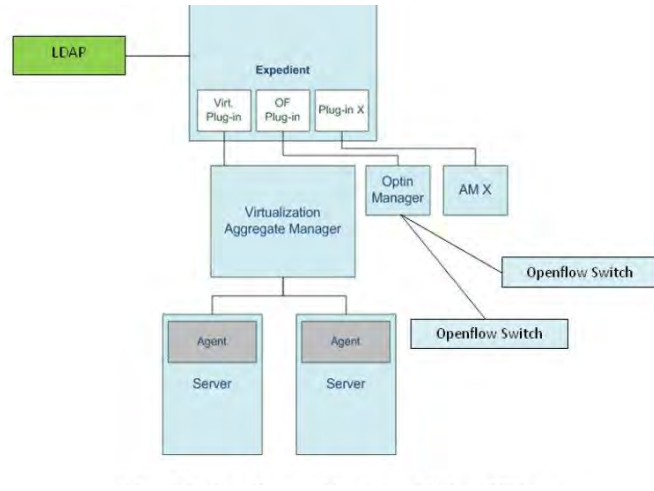 LDAP
Expedient
Virt.
Plug-in
OF
Plug-in
Plug-in X
Virtualization
Aggregate Manager
Optin
Manager
AM X
Openflow Switch
Openflow Switch
Agent
Server
Agent
Server